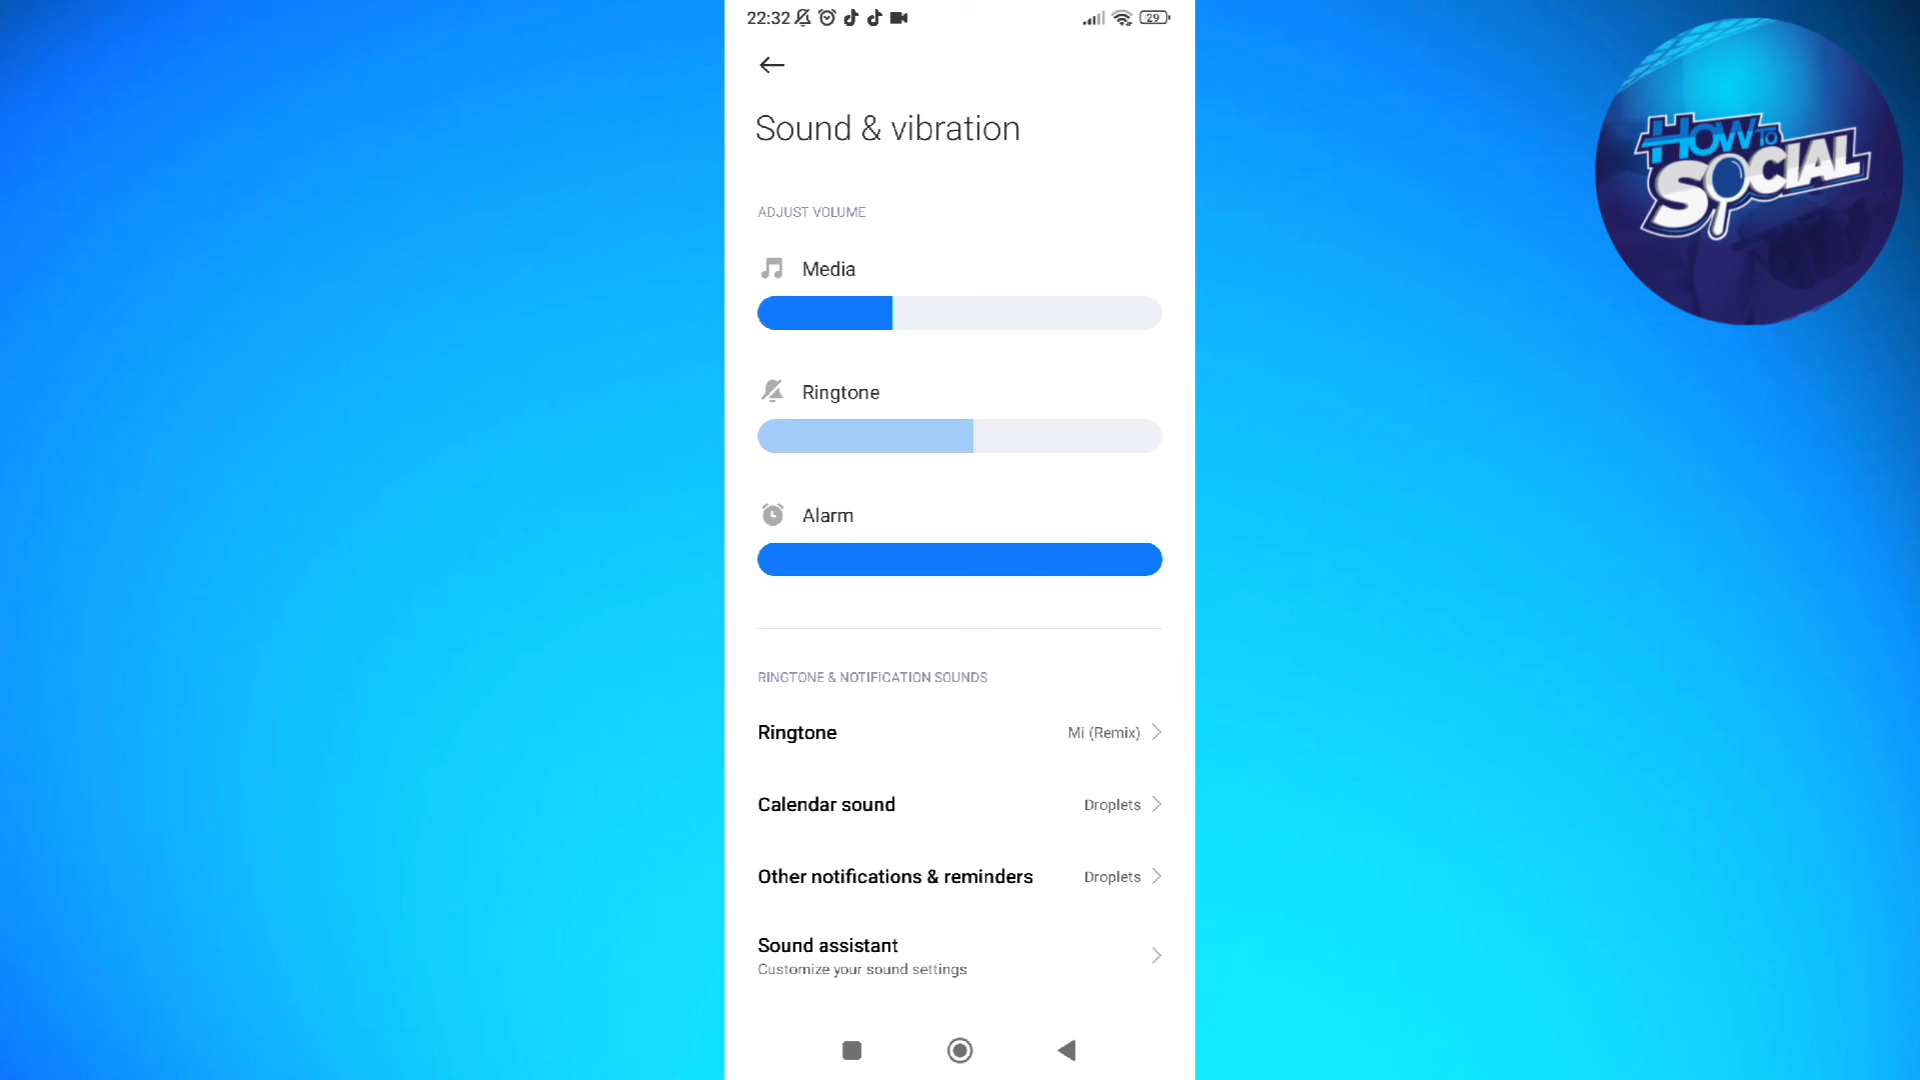 22:32
29
Sound & vibration
ADJUST VOLUME
Media
Ringtone
Alarm
RINGTONE & NOTIFICATION SOUNDS
Ringtone
Mi (Remix)
Calendar sound
Droplets
Other notifications & reminders
Droplets
Sound assistant
Customize your sound settings
HOW TO
SOCIAL